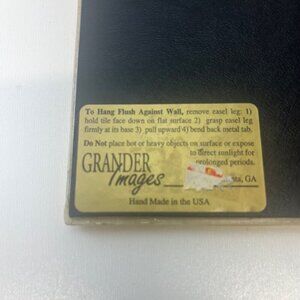 To Hang Flush Against Wall, remove easel leg: 1)
hold tile face down on flat surface 2) grasp easel leg
firmly at its base 3) pull upward 4) bend back metal tab.
Do Not place hot or heavy objects on surface or expose
to direct sunlight for
prolonged periods.
GRANDER
Images
GA
Hand Made in the USA